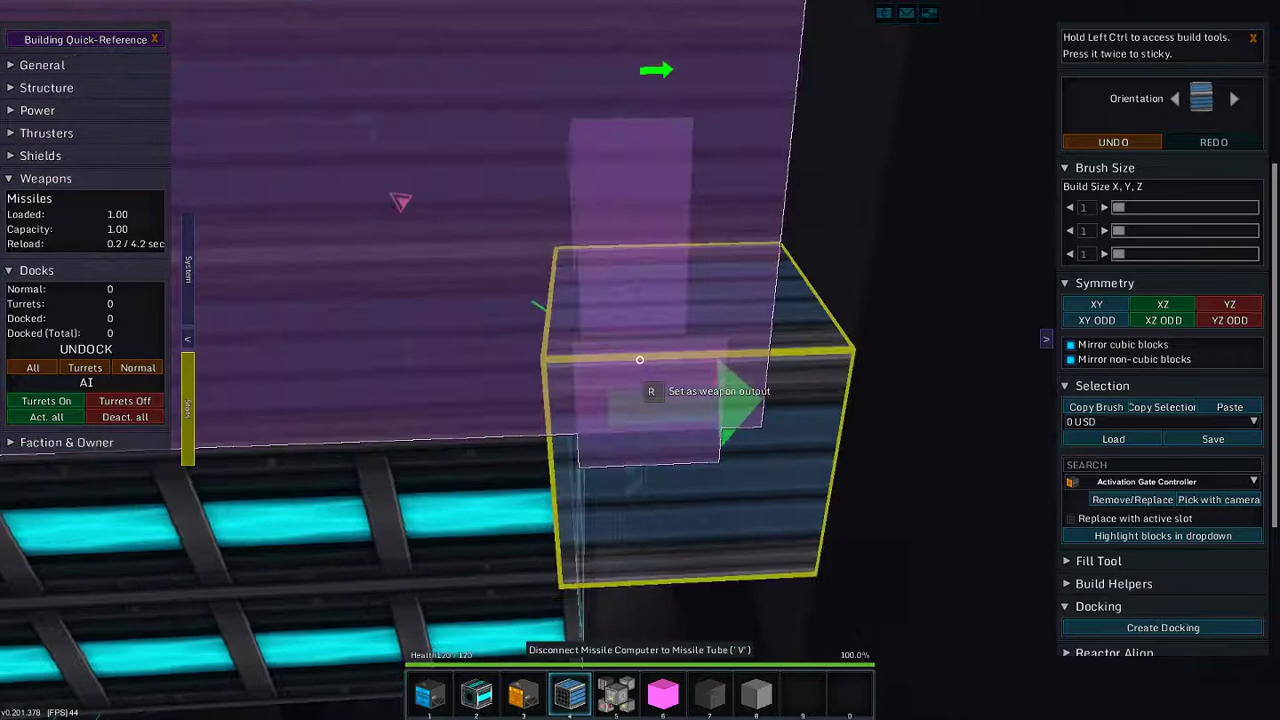 Building Quick-Reference X
General
Structure
Power
Thrusters
Shields
Weapons
Missiles
Loaded: 1.00
Capacity: 1.00
Reload: 0.2 / 4.2 sec
Docks
Normal: 0
Turrets: 0
Docked: 0
Docked (Total): 0
UNDOCK
All Turrets Normal
AI
Turrets On Turrets Off
Act. all Deact. all
Faction & Owner
System
<
R Set as weapon output
Disconnect Missile Computer to Missile Tube ('V')
Health120 / 120 100.0%
1 2 3 4 5 6 7 8 9 0
v0.201.378 [FPS] 44
Hold Left Ctrl to access build tools. X
Press it twice to sticky.
Orientation
UNDO REDO
Brush Size
Build Size X, Y, Z
1
1
1
Symmetry
XY XZ YZ
XY ODD XZ ODD YZ ODD
Mirror cubic blocks
Mirror non-cubic blocks
>
Selection
Copy Brush Copy Selection Paste
0 USD
Load Save
SEARCH
Activation Gate Controller
Remove/Replace Pick with camera
Replace with active slot
Highlight blocks in dropdown
Fill Tool
Build Helpers
Docking
Create Docking
Reactor Align